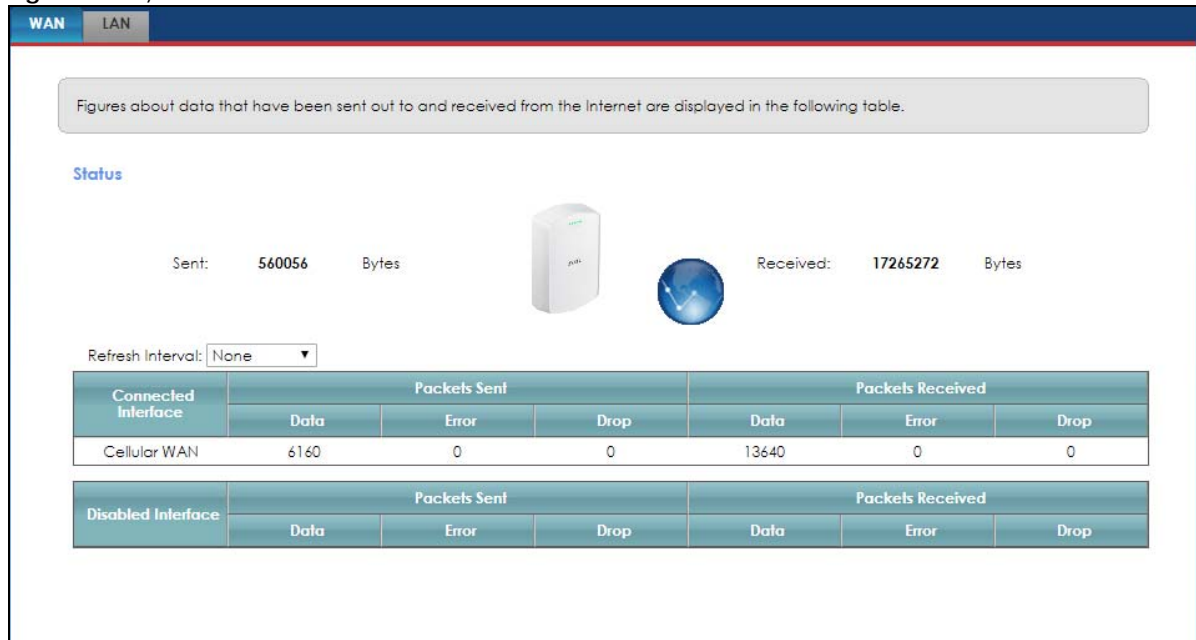 WAN LAN
Figures about data that have been sent out to and received from the Internet are displayed in the following table.
Status
Sent: 560056 Bytes Received: 17265272 Bytes
Refresh Interval: None
Connected Interface Packets Sent Packets Received
Data Error Drop Data Error Drop
Cellular WAN 6160 0 0 13640 0 0
Disabled Interface Packets Sent Packets Received
Data Error Drop Data Error Drop